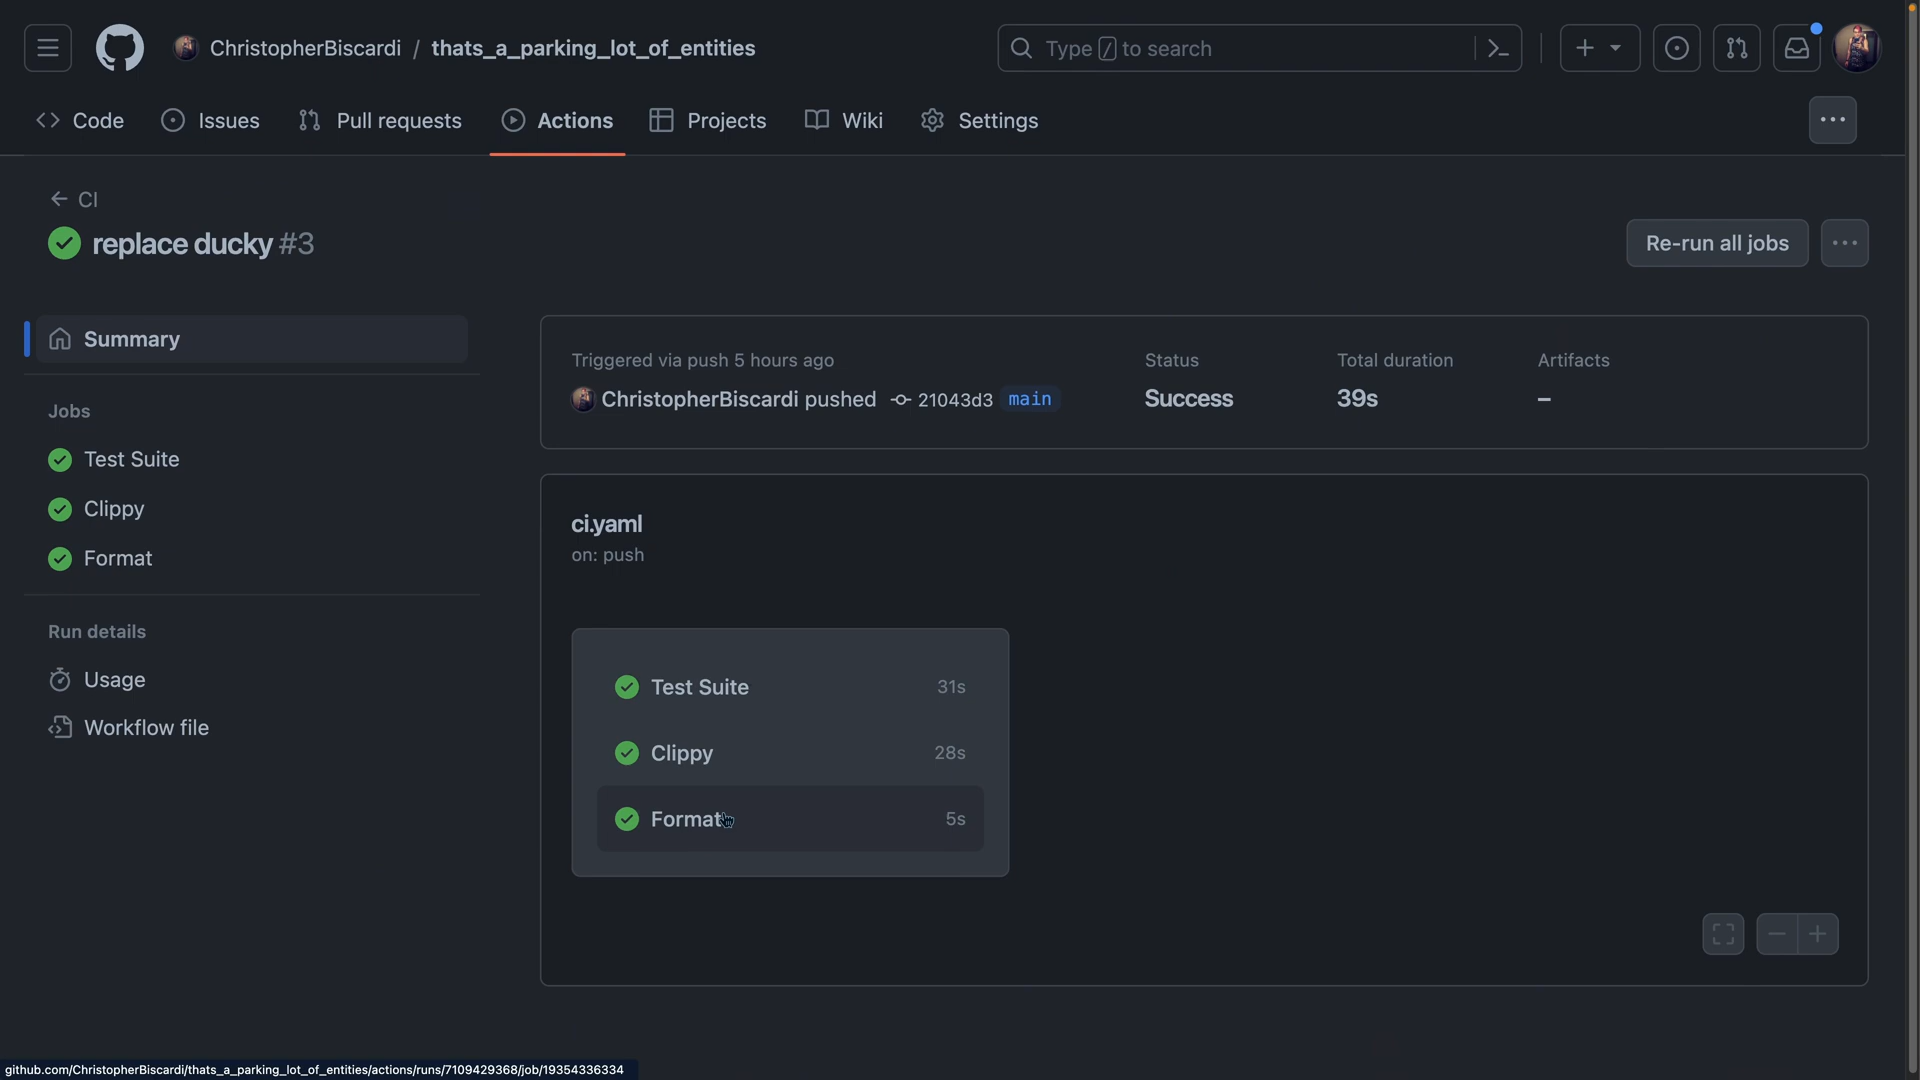 ChristopherBiscardi / thats_a_parking_lot_of_entities
Type / to search
Code
Issues
Pull requests
Actions
Projects
Wiki
Settings
CI
replace ducky #3
Re-run all jobs
Summary
Jobs
Test Suite
Clippy
Format
Run details
Usage
Workflow file
Triggered via push 5 hours ago
ChristopherBiscardi pushed 21043d3 main
Status
Success
Total duration
39s
Artifacts
–
ci.yaml
on: push
Test Suite 31s
Clippy 28s
Format 5s
github.com/ChristopherBiscardi/thats_a_parking_lot_of_entities/actions/runs/7109429368/job/19354336334